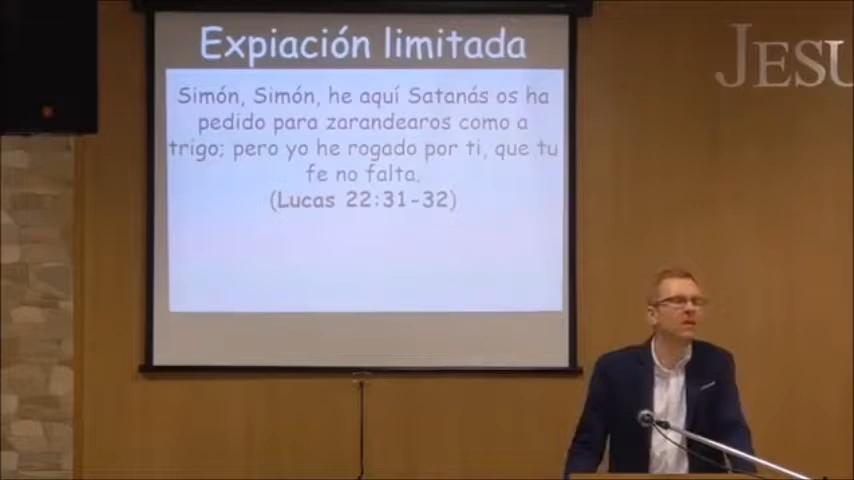 Expiación limitada
Simón, Simón, he aquí Satanás os ha
pedido para zarandearos como a
trigo; pero yo he rogado por ti, que tu
fe no falta.
(Lucas 22:31-32)
JESU